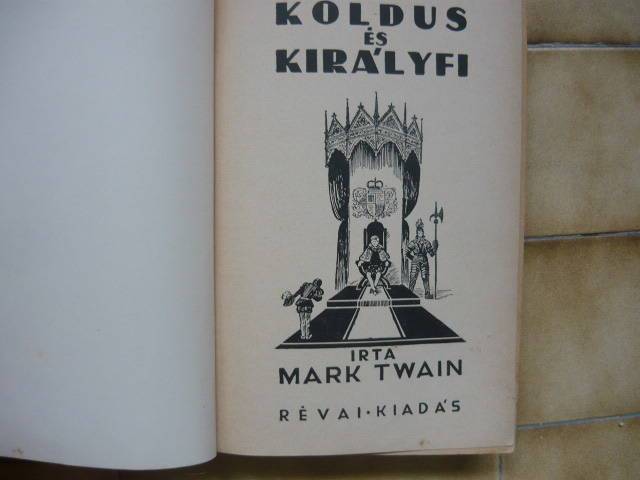 KOLDUS
ÉS
KIRÁLYFI
IRTA
MARK TWAIN
RÉVAI·KIADÁS